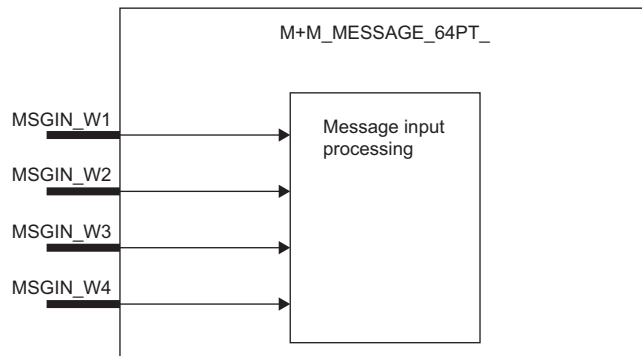 M+M_MESSAGE_64PT_
MSGIN_W1
Message input
processing
MSGIN_W2
MSGIN_W3
MSGIN_W4